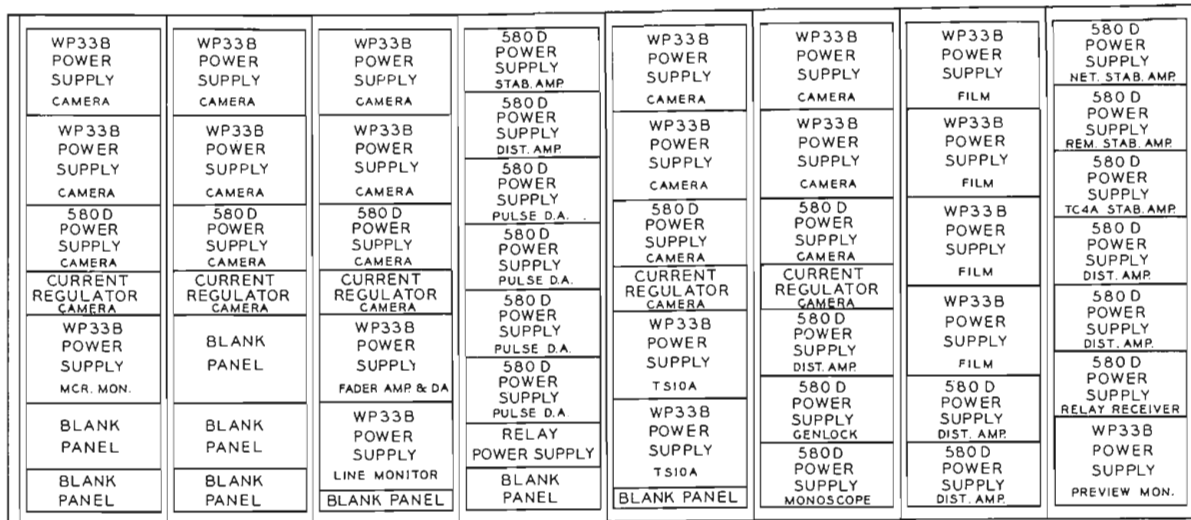 WP33B
POWER
SUPPLY
CAMERA
WP33B
POWER
SUPPLY
CAMERA
580D
POWER
SUPPLY
CAMERA
CURRENT
REGULATOR
CAMERA
WP33B
POWER
SUPPLY
MCR. MON.
BLANK
PANEL
BLANK
PANEL
WP33B
POWER
SUPPLY
CAMERA
WP33B
POWER
SUPPLY
CAMERA
580D
POWER
SUPPLY
CAMERA
CURRENT
REGULATOR
CAMERA
BLANK
PANEL
BLANK
PANEL
BLANK
PANEL
WP33B
POWER
SUPPLY
CAMERA
WP33B
POWER
SUPPLY
CAMERA
580D
POWER
SUPPLY
CAMERA
CURRENT
REGULATOR
CAMERA
WP33B
POWER
SUPPLY
FADER AMP & DA
WP33B
POWER
SUPPLY
LINE MONITOR
BLANK PANEL
580D
POWER
SUPPLY
STAB. AMP.
580D
POWER
SUPPLY
DIST. AMP.
580D
POWER
SUPPLY
PULSE D.A.
580D
POWER
SUPPLY
PULSE D.A.
580D
POWER
SUPPLY
PULSE D.A.
580D
POWER
SUPPLY
PULSE D.A
RELAY
POWER SUPPLY
BLANK
PANEL
WP33B
POWER
SUPPLY
CAMERA
WP33B
POWER
SUPPLY
CAMERA
580D
POWER
SUPPLY
CAMERA
CURRENT
REGULATOR
CAMERA
WP33B
POWER
SUPPLY
TS10A
WP33B
POWER
SUPPLY
TS10A
BLANK PANEL
WP33B
POWER
SUPPLY
CAMERA
WP33B
POWER
SUPPLY
CAMERA
580D
POWER
SUPPLY
CAMERA
CURRENT
REGULATOR
CAMERA
580D
POWER
SUPPLY
DIST. AMP.
580D
POWER
SUPPLY
GENLOCK
580D
POWER
SUPPLY
MONOSCOPE
WP33B
POWER
SUPPLY
FILM
WP33B
POWER
SUPPLY
FILM
WP33B
POWER
SUPPLY
FILM
WP33B
POWER
SUPPLY
FILM
580D
POWER
SUPPLY
DIST. AMP.
580D
POWER
SUPPLY
DIST. AMP.
580D
POWER
SUPPLY
NET. STAB. AMP.
580D
POWER
SUPPLY
REM. STAB. AMP.
580D
POWER
SUPPLY
TC4A STAB. AMP.
580D
POWER
SUPPLY
DIST. AMP.
580D
POWER
SUPPLY
DIST. AMP.
580D
POWER
SUPPLY
RELAY RECEIVER
WP33B
POWER
SUPPLY
PREVIEW MON.